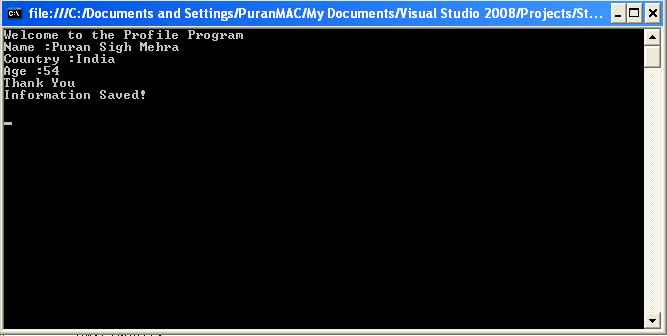 file:///C:/Documents and Settings/PuranMAC/My Documents/Visual Studio 2008/Projects/St...
Welcome to the Profile Program
Name :Puran Sigh Mehra
Country :India
Age :54
Thank You
Information Saved!